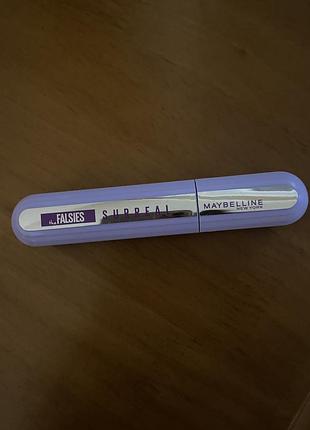 the FALSIES
SURREAL
MAYBELLINE
NEW YORK